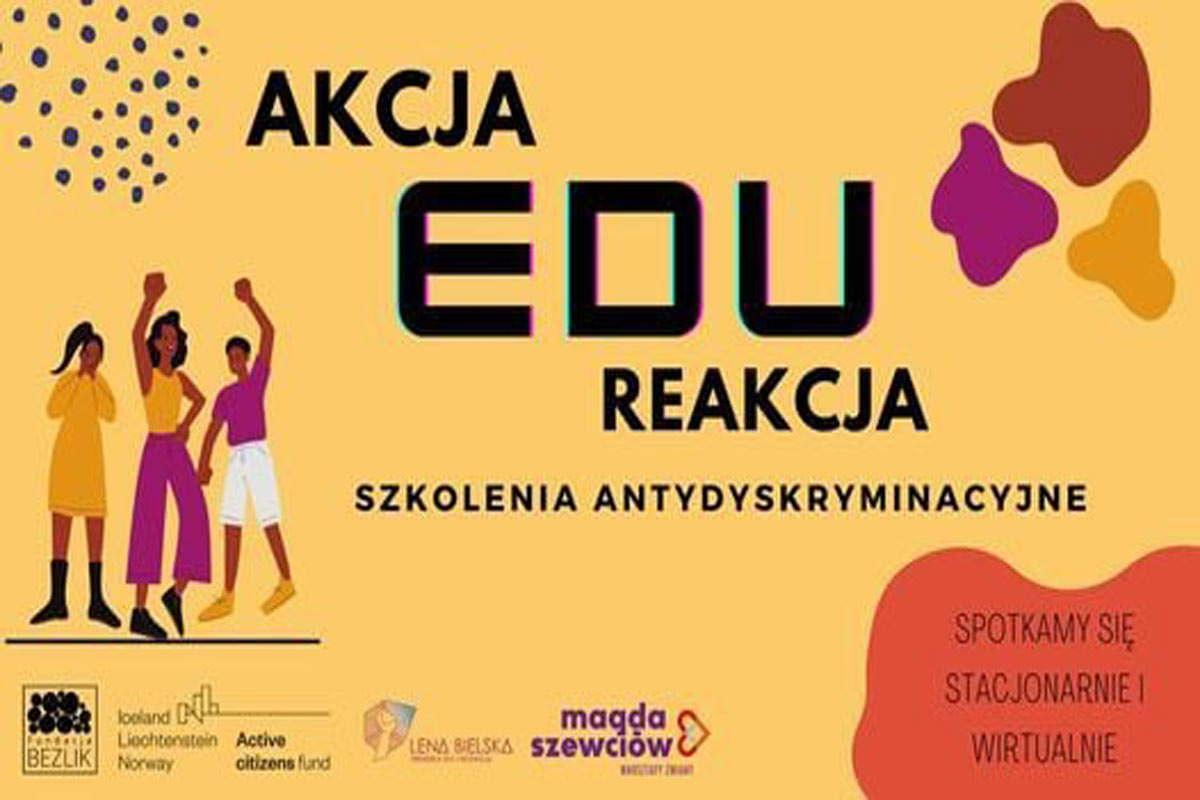 AKCJA
EDU
REAKCJA
SZKOLENIA ANTYDYSKRYMINACYJNE
SPOTKAMY SIĘ
STACJONARNIE I
WIRTUALNIE
Fundacja
BEZLIK
Iceland
Liechtenstein
Norway
Active
citizens fund
LENA BIELSKA
magda
szewciów
WARSZTATY ZMIANY